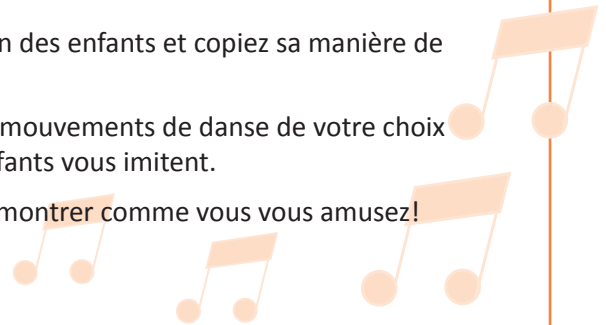 n des enfants et copiez sa manière de
mouvements de danse de votre choix
fants vous imitent.
montrer comme vous vous amusez!